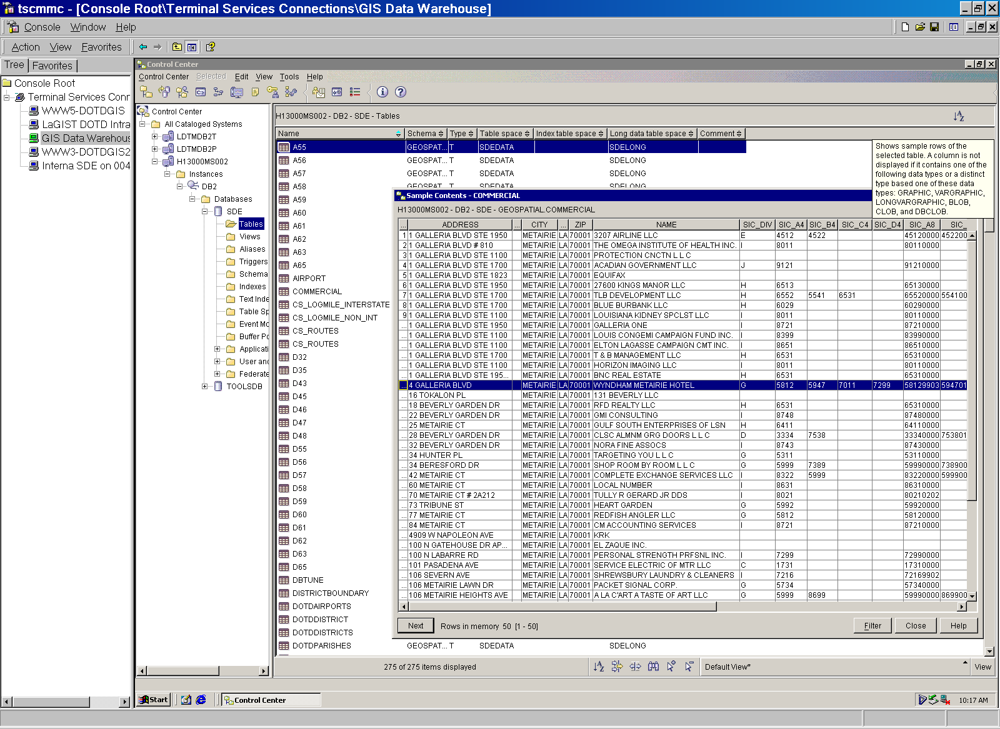 tscmmc - [Console Root\Terminal Services Connections\GIS Data Warehouse]
Console Window Help
Action View Favorites
Tree Favorites
Console Root
Terminal Services Conr
WWW5-DOTDGIS
LaGIST DOTD Intra
GIS Data Warehous
WWW3-DOTDGIS2
Interna SDE on 004
Control Center
Control Center Selected Edit View Tools Help
Control Center
All Cataloged Systems
LDTMDB2T
LDTMDB2P
H13000MS002
Instances
DB2
Databases
SDE
Tables
Views
Aliases
Triggers
Schema
Indexes
Text Inde
Table Sp
Event Mo
Buffer Po
Applicati
User and
Federate
TOOLSDB
H13000MS002 - DB2 - SDE - Tables
Name Schema Type Table space Index table space Long data table space Comment
A55 GEOSPAT... T SDEDATA SDELONG
A56 GEOSPAT... T SDEDATA SDELONG
A57 GEOSPAT... T SDEDATA SDELONG
A58 GEOSPAT... T SDEDATA SDELONG
A59
A60
A61
A62
A63
A65
AIRPORT
COMMERCIAL
CS_LOGMILE_INTERSTATE
CS_LOGMILE_NON_INT
CS_ROUTES
CS_ROUTES
D32
D35
D43
D45
D46
D47
D48
D55
D56
D57
D58
D59
D60
D61
D62
D63
D65
DBTUNE
DISTRICTBOUNDARY
DOTDAIRPORTS
DOTDDISTRICT
DOTDDISTRICTS
DOTDPARISHES GEOSPAT... T SDEDATA SDELONG
Shows sample rows of the
selected table. A column is not
displayed if it contains one of the
following data types or a distinct
type based one of these data
types: GRAPHIC, VARGRAPHIC,
LONGVARGRAPHIC, BLOB,
CLOB, and DBCLOB.
Sample Contents - COMMERCIAL
H13000MS002 - DB2 - SDE - GEOSPATIAL.COMMERCIAL
... ADDRESS ... CITY ... ZIP NAME SIC_DIV SIC_A4 SIC_B4 SIC_C4 SIC_D4 SIC_A8 SIC_
1 1 GALLERIA BLVD STE 1950 METAIRIE LA 70001 3207 AIRLINE LLC E 4512 4522 45120000 452200
2 1 GALLERIA BLVD # 810 METAIRIE LA 70001 THE OMEGA INSTITUTE OF HEALTH INC. I 8011 80110000
3 1 GALLERIA BLVD STE 1100 METAIRIE LA 70001 PROTECTION CNCTN L L C
4 1 GALLERIA BLVD STE 1700 METAIRIE LA 70001 ACADIAN GOVERNMENT LLC J 9121 91210000
5 1 GALLERIA BLVD STE 1823 METAIRIE LA 70001 EQUIFAX
6 1 GALLERIA BLVD STE 1950 METAIRIE LA 70001 27600 KINGS MANOR LLC H 6513 65130000
7 1 GALLERIA BLVD STE 1700 METAIRIE LA 70001 TLB DEVELOPMENT LLC H 6552 5541 6531 65520000 554100
8 1 GALLERIA BLVD STE 1700 METAIRIE LA 70001 BLUE BURBANK LLC H 6029 60290000
9 1 GALLERIA BLVD STE 1100 METAIRIE LA 70001 LOUISIANA KIDNEY SPCLST LLC I 8011 80110000
... 1 GALLERIA BLVD STE 1950 METAIRIE LA 70001 GALLERIA ONE I 8721 87210000
... 1 GALLERIA BLVD STE 1100 METAIRIE LA 70001 LOUIS CONGEMI CAMPAIGN FUND INC. I 8399 83990000
... 1 GALLERIA BLVD STE 1100 METAIRIE LA 70001 ELTON LAGASSE CAMPAIGN CMT INC. I 8651 86510000
... 1 GALLERIA BLVD STE 1700 METAIRIE LA 70001 T & B MANAGEMENT LLC H 6531 65310000
... 1 GALLERIA BLVD STE 1100 METAIRIE LA 70001 HORIZON IMAGING LLC I 8011 80110000
... 1 GALLERIA BLVD STE 195... METAIRIE LA 70001 BNC REAL ESTATE H 6531 65310000
... 4 GALLERIA BLVD METAIRIE LA 70001 WYNDHAM METAIRIE HOTEL G 5812 5947 7011 7299 58129903 594701
... 16 TOKALON PL METAIRIE LA 70001 131 BEVERLY LLC
... 18 BEVERLY GARDEN DR METAIRIE LA 70001 RFD REALTY LLC H 6531 65310000
... 22 BEVERLY GARDEN DR METAIRIE LA 70001 GMI CONSULTING I 8748 87480000
... 25 METAIRIE CT METAIRIE LA 70001 GULF SOUTH ENTERPRISES OF LSN H 6411 64110000
... 28 BEVERLY GARDEN DR METAIRIE LA 70001 CLSC ALMNM GRG DOORS L L C D 3334 7538 33340000 753801
... 32 BEVERLY GARDEN DR METAIRIE LA 70001 NORA FINE ASSOCS I 8743 87430000
... 34 HUNTER PL METAIRIE LA 70001 TARGETING YOU L L C G 5311 53110000
... 34 BERESFORD DR METAIRIE LA 70001 SHOP ROOM BY ROOM L L C G 5999 7389 59990000 738900
... 42 METAIRIE CT METAIRIE LA 70001 COMPLETE EXCHANGE SERVICES LLC I 8322 5999 83220000 599900
... 60 METAIRIE CT METAIRIE LA 70001 LOCAL NUMBER I 8631 86310000
... 70 METAIRIE CT # 2A212 METAIRIE LA 70001 TULLY R GERARD JR DDS I 8021 80210202
... 73 TRIBUNE ST METAIRIE LA 70001 HEART GARDEN G 5992 59920000
... 77 METAIRIE CT METAIRIE LA 70001 REDFISH ANGLER LLC G 5812 58120000
... 84 METAIRIE CT METAIRIE LA 70001 CM ACCOUNTING SERVICES I 8721 87210000
... 4909 W NAPOLEON AVE METAIRIE LA 70001 KRK
... 100 N GATEHOUSE DR AP... METAIRIE LA 70001 EL ZAQUE INC.
... 100 N LABARRE RD METAIRIE LA 70001 PERSONAL STRENGTH PRFSNL INC. I 7299 72990000
... 101 PASADENA AVE METAIRIE LA 70001 SERVICE ELECTRIC OF MTR LLC C 1731 17310000
... 106 SEVERN AVE METAIRIE LA 70001 SHREWSBURY LAUNDRY & CLEANERS I 7216 72169902
... 106 METAIRIE LAWN DR METAIRIE LA 70001 PACKET SIGNAL CORP. G 5734 57340000
... 106 METAIRIE HEIGHTS AVE METAIRIE LA 70001 A LA C'ART A TASTE OF ART LLC G 5999 8699 59990000 869900
Next Rows in memory 50 [1 - 50] Filter Close Help
275 of 275 items displayed Default View* View
Start Control Center 10:17 AM